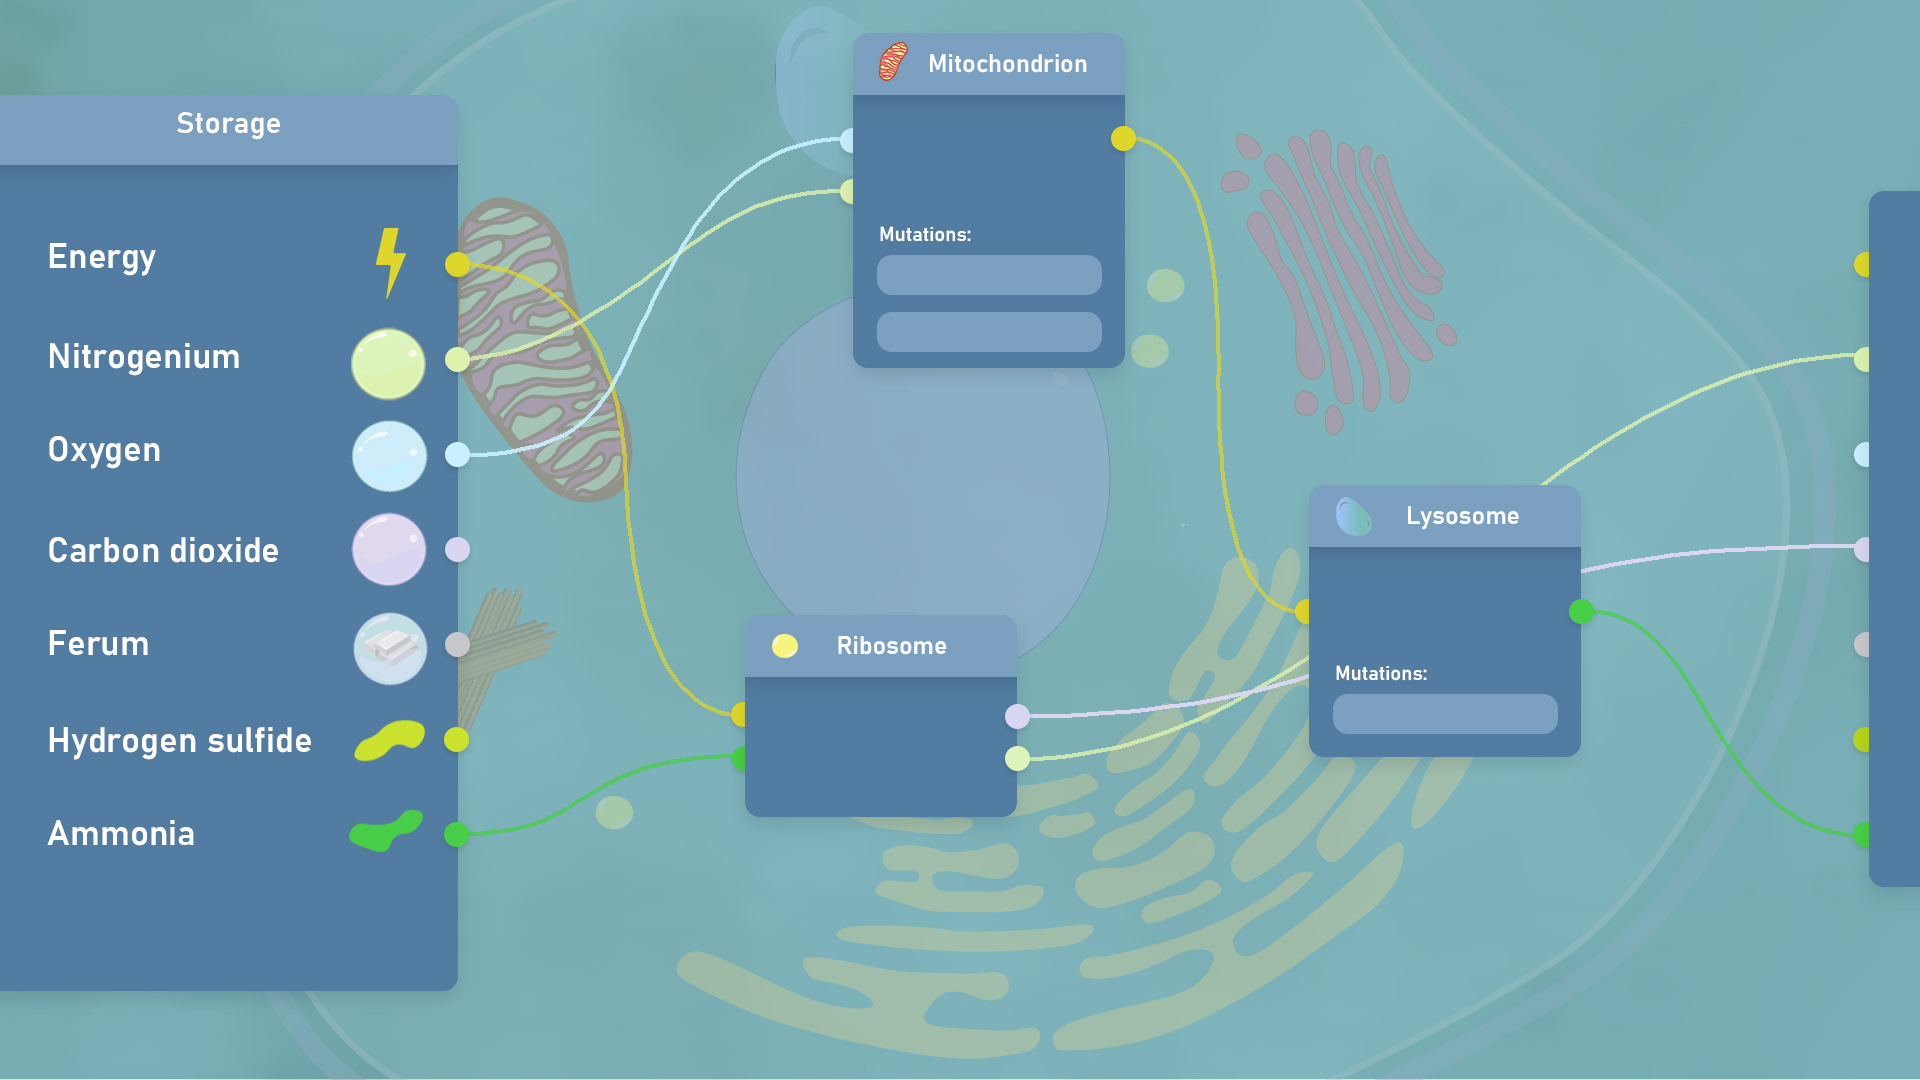 Storage
Energy
Nitrogenium
Oxygen
Carbon dioxide
Ferum
Hydrogen sulfide
Ammonia
Mitochondrion
Mutations:
Ribosome
Lysosome
Mutations: